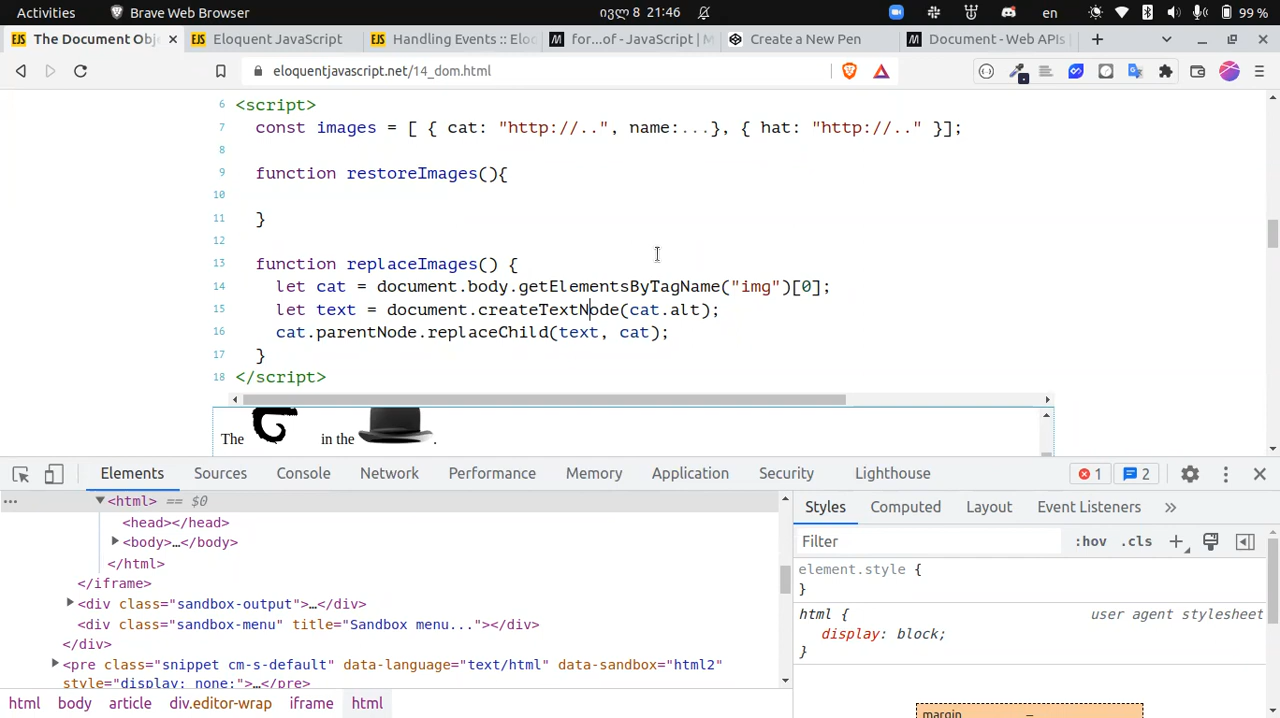 Activities Brave Web Browser ივლ 8 21:46 en 99 %
The Document Obj Eloquent JavaScript Handling Events :: Elo for...of - JavaScript | M Create a New Pen Document - Web APIs |
eloquentjavascript.net/14_dom.html
6 <script>
7 const images = [ { cat: "http://..", name:...}, { hat: "http://.." }];
8
9 function restoreImages(){
10
11 }
12
13 function replaceImages() {
14 let cat = document.body.getElementsByTagName("img")[0];
15 let text = document.createTextNode(cat.alt);
16 cat.parentNode.replaceChild(text, cat);
17 }
18 </script>
The in the .
Elements Sources Console Network Performance Memory Application Security Lighthouse 1 2
<html> == $0
<head></head>
<body>…</body>
</html>
</iframe>
<div class="sandbox-output">…</div>
<div class="sandbox-menu" title="Sandbox menu..."></div>
</div>
<pre class="snippet cm-s-default" data-language="text/html" data-sandbox="html2"
style="display: none;">…</pre>
html body article div.editor-wrap iframe html
Styles Computed Layout Event Listeners »
Filter :hov .cls
element.style {
}
html { user agent stylesheet
display: block;
}
margin –